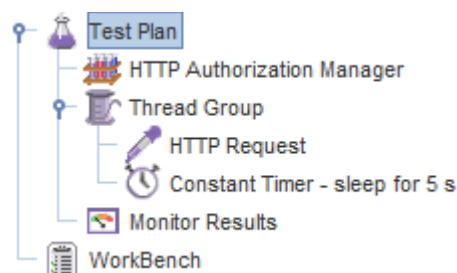 Test Plan
HTTP Authorization Manager
Thread Group
HTTP Request
Constant Timer - sleep for 5 s
Monitor Results
WorkBench